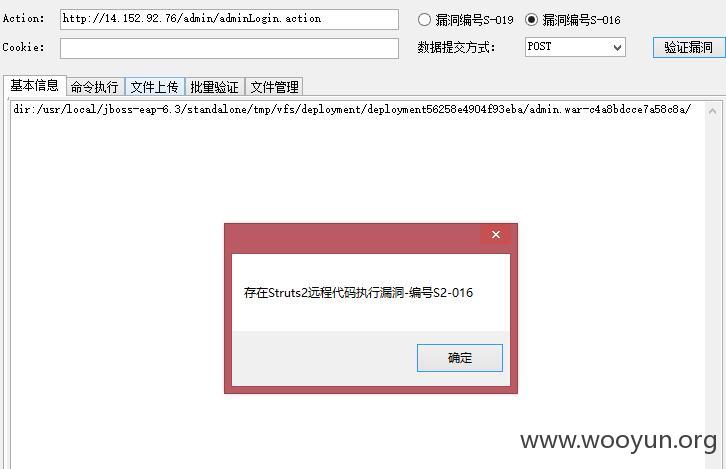 Action: http://14.152.92.76/admin/adminLogin.action 漏洞编号S-019 漏洞编号S-016
Cookie: 数据提交方式: POST 验证漏洞
基本信息 命令执行 文件上传 批量验证 文件管理
dir:/usr/local/jboss-eap-6.3/standalone/tmp/vfs/deployment/deployment56258e4904f93eba/admin.war-c4a8bdcce7a58c8a/
存在Struts2远程代码执行漏洞-编号S2-016
确定
www.wooyun.org